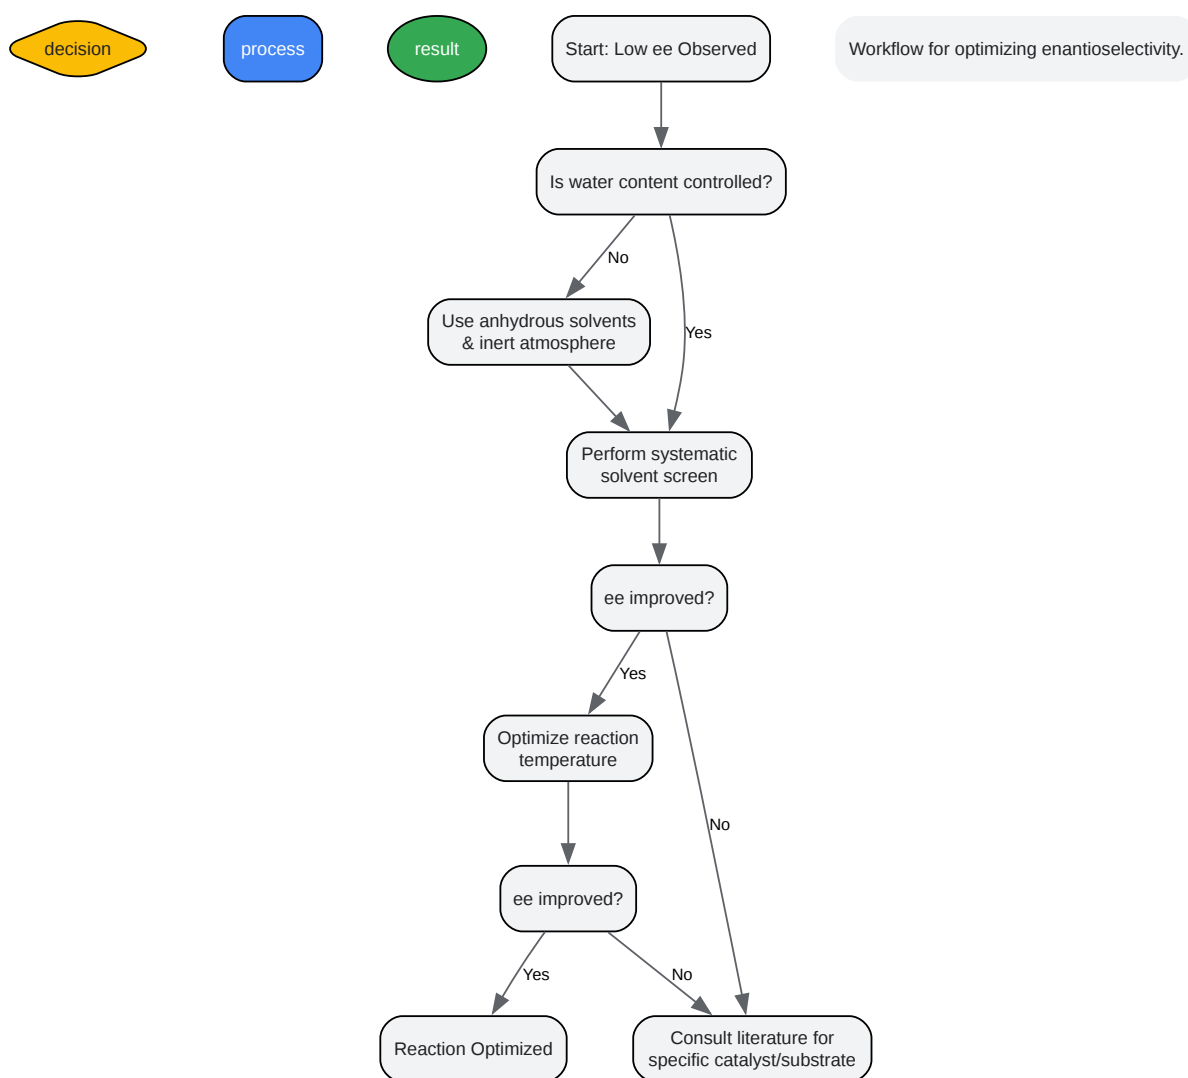 decision
process
result
Start: Low ee Observed
Workflow for optimizing enantioselectivity.
Is water content controlled?
No
Use anhydrous solvents
& inert atmosphere
Yes
Perform systematic
solvent screen
ee improved?
Yes
Optimize reaction
temperature
No
ee improved?
Yes
No
Reaction Optimized
Consult literature for
specific catalyst/substrate